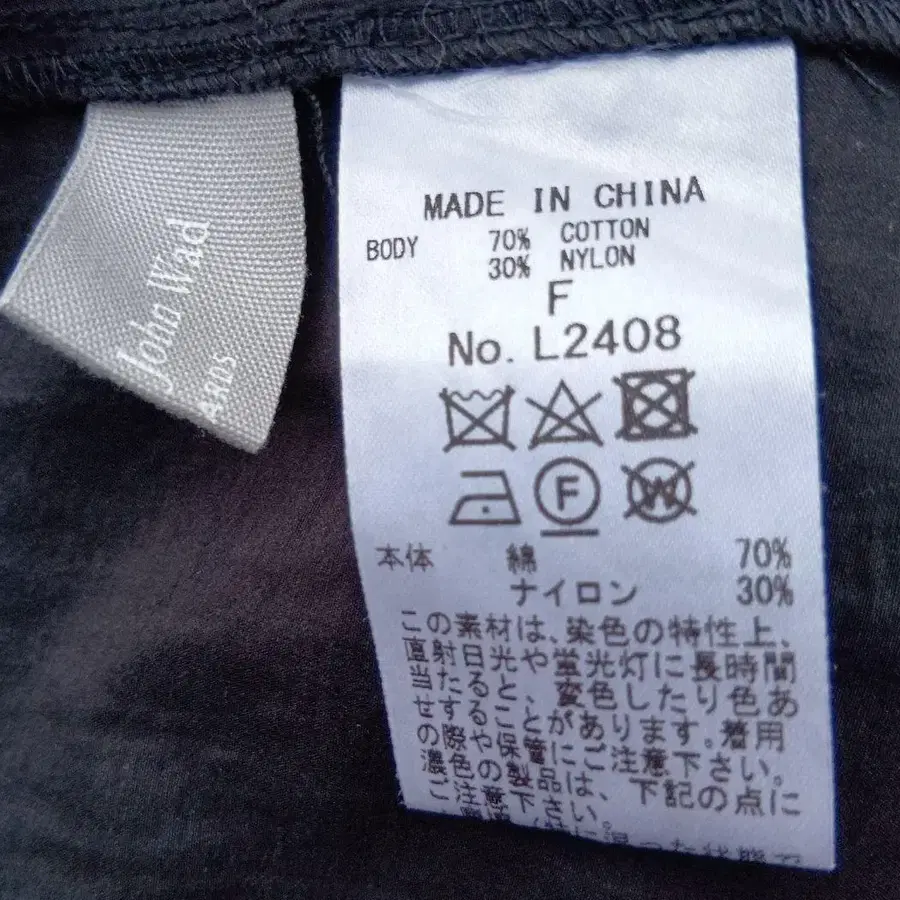 John Wad
ARDS
MADE IN CHINA
BODY 70% COTTON
30% NYLON
F
No. L2408
F
W
本体 綿 70%
ナイロン 30%
この素材は、染色の特性上、
直射日光や蛍光灯に長時間
当たると、変色したり色あ
せすることがあります。着用
の際や保管にご注意下さい。
濃色の製品は、下記の点に
ご注意下さい。